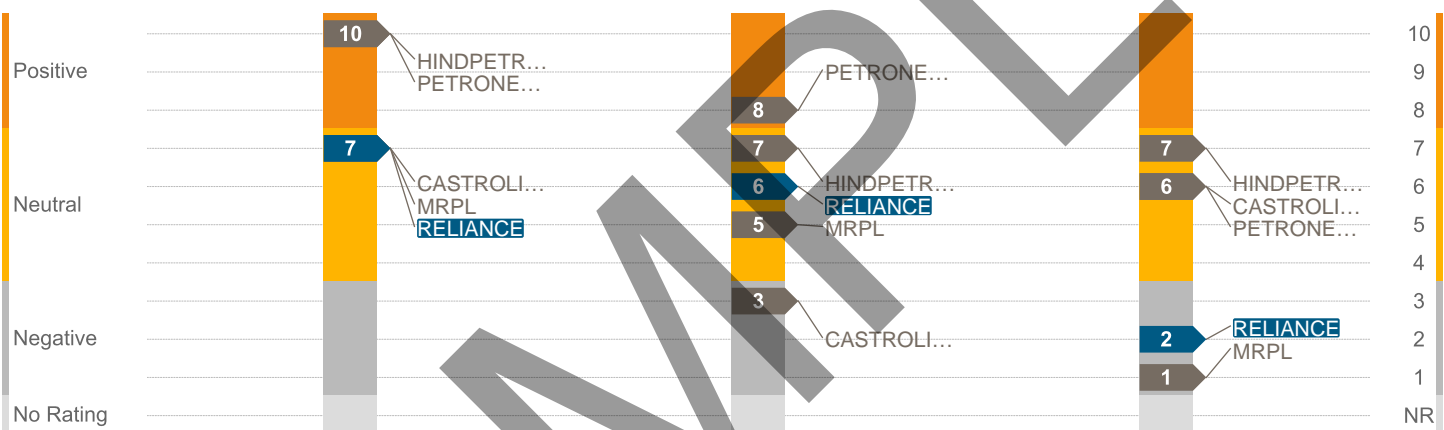 10
10
HINDPETR…
PETRONE…
Positive
PETRONE…
9
8
8
7
7
7
7
CASTROLI…
MRPL
RELIANCE
6
HINDPETR…
RELIANCE
5
MRPL
6
HINDPETR…
CASTROLI…
PETRONE…
6
Neutral
5
4
3
3
CASTROLI…
Negative
2
RELIANCE
MRPL
2
1
1
No Rating
NR
MPL